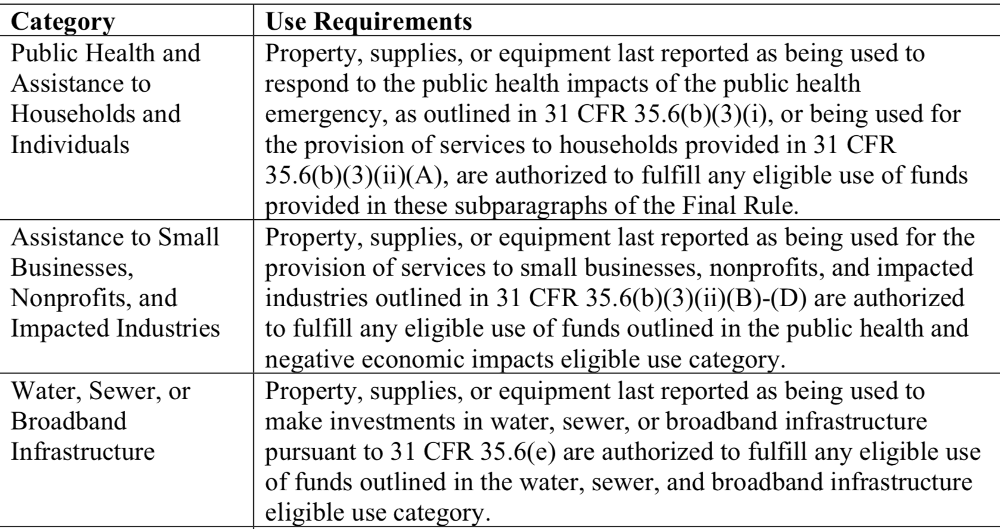 Category
Use Requirements
Public Health and
Assistance to
Households and
Individuals
Property, supplies, or equipment last reported as being used to
respond to the public health impacts of the public health
emergency, as outlined in 31 CFR 35.6(b)(3)(i), or being used for
the provision of services to households provided in 31 CFR
35.6(b)(3)(ii)(A), are authorized to fulfill any eligible use of funds
provided in these subparagraphs of the Final Rule.
Assistance to Small
Businesses,
Nonprofits, and
Impacted Industries
Property, supplies, or equipment last reported as being used for the
provision of services to small businesses, nonprofits, and impacted
industries outlined in 31 CFR 35.6(b)(3)(ii)(B)-(D) are authorized
to fulfill any eligible use of funds outlined in the public health and
negative economic impacts eligible use category.
Water, Sewer, or
Broadband
Infrastructure
Property, supplies, or equipment last reported as being used to
make investments in water, sewer, or broadband infrastructure
pursuant to 31 CFR 35.6(e) are authorized to fulfill any eligible use
of funds outlined in the water, sewer, and broadband infrastructure
eligible use category.